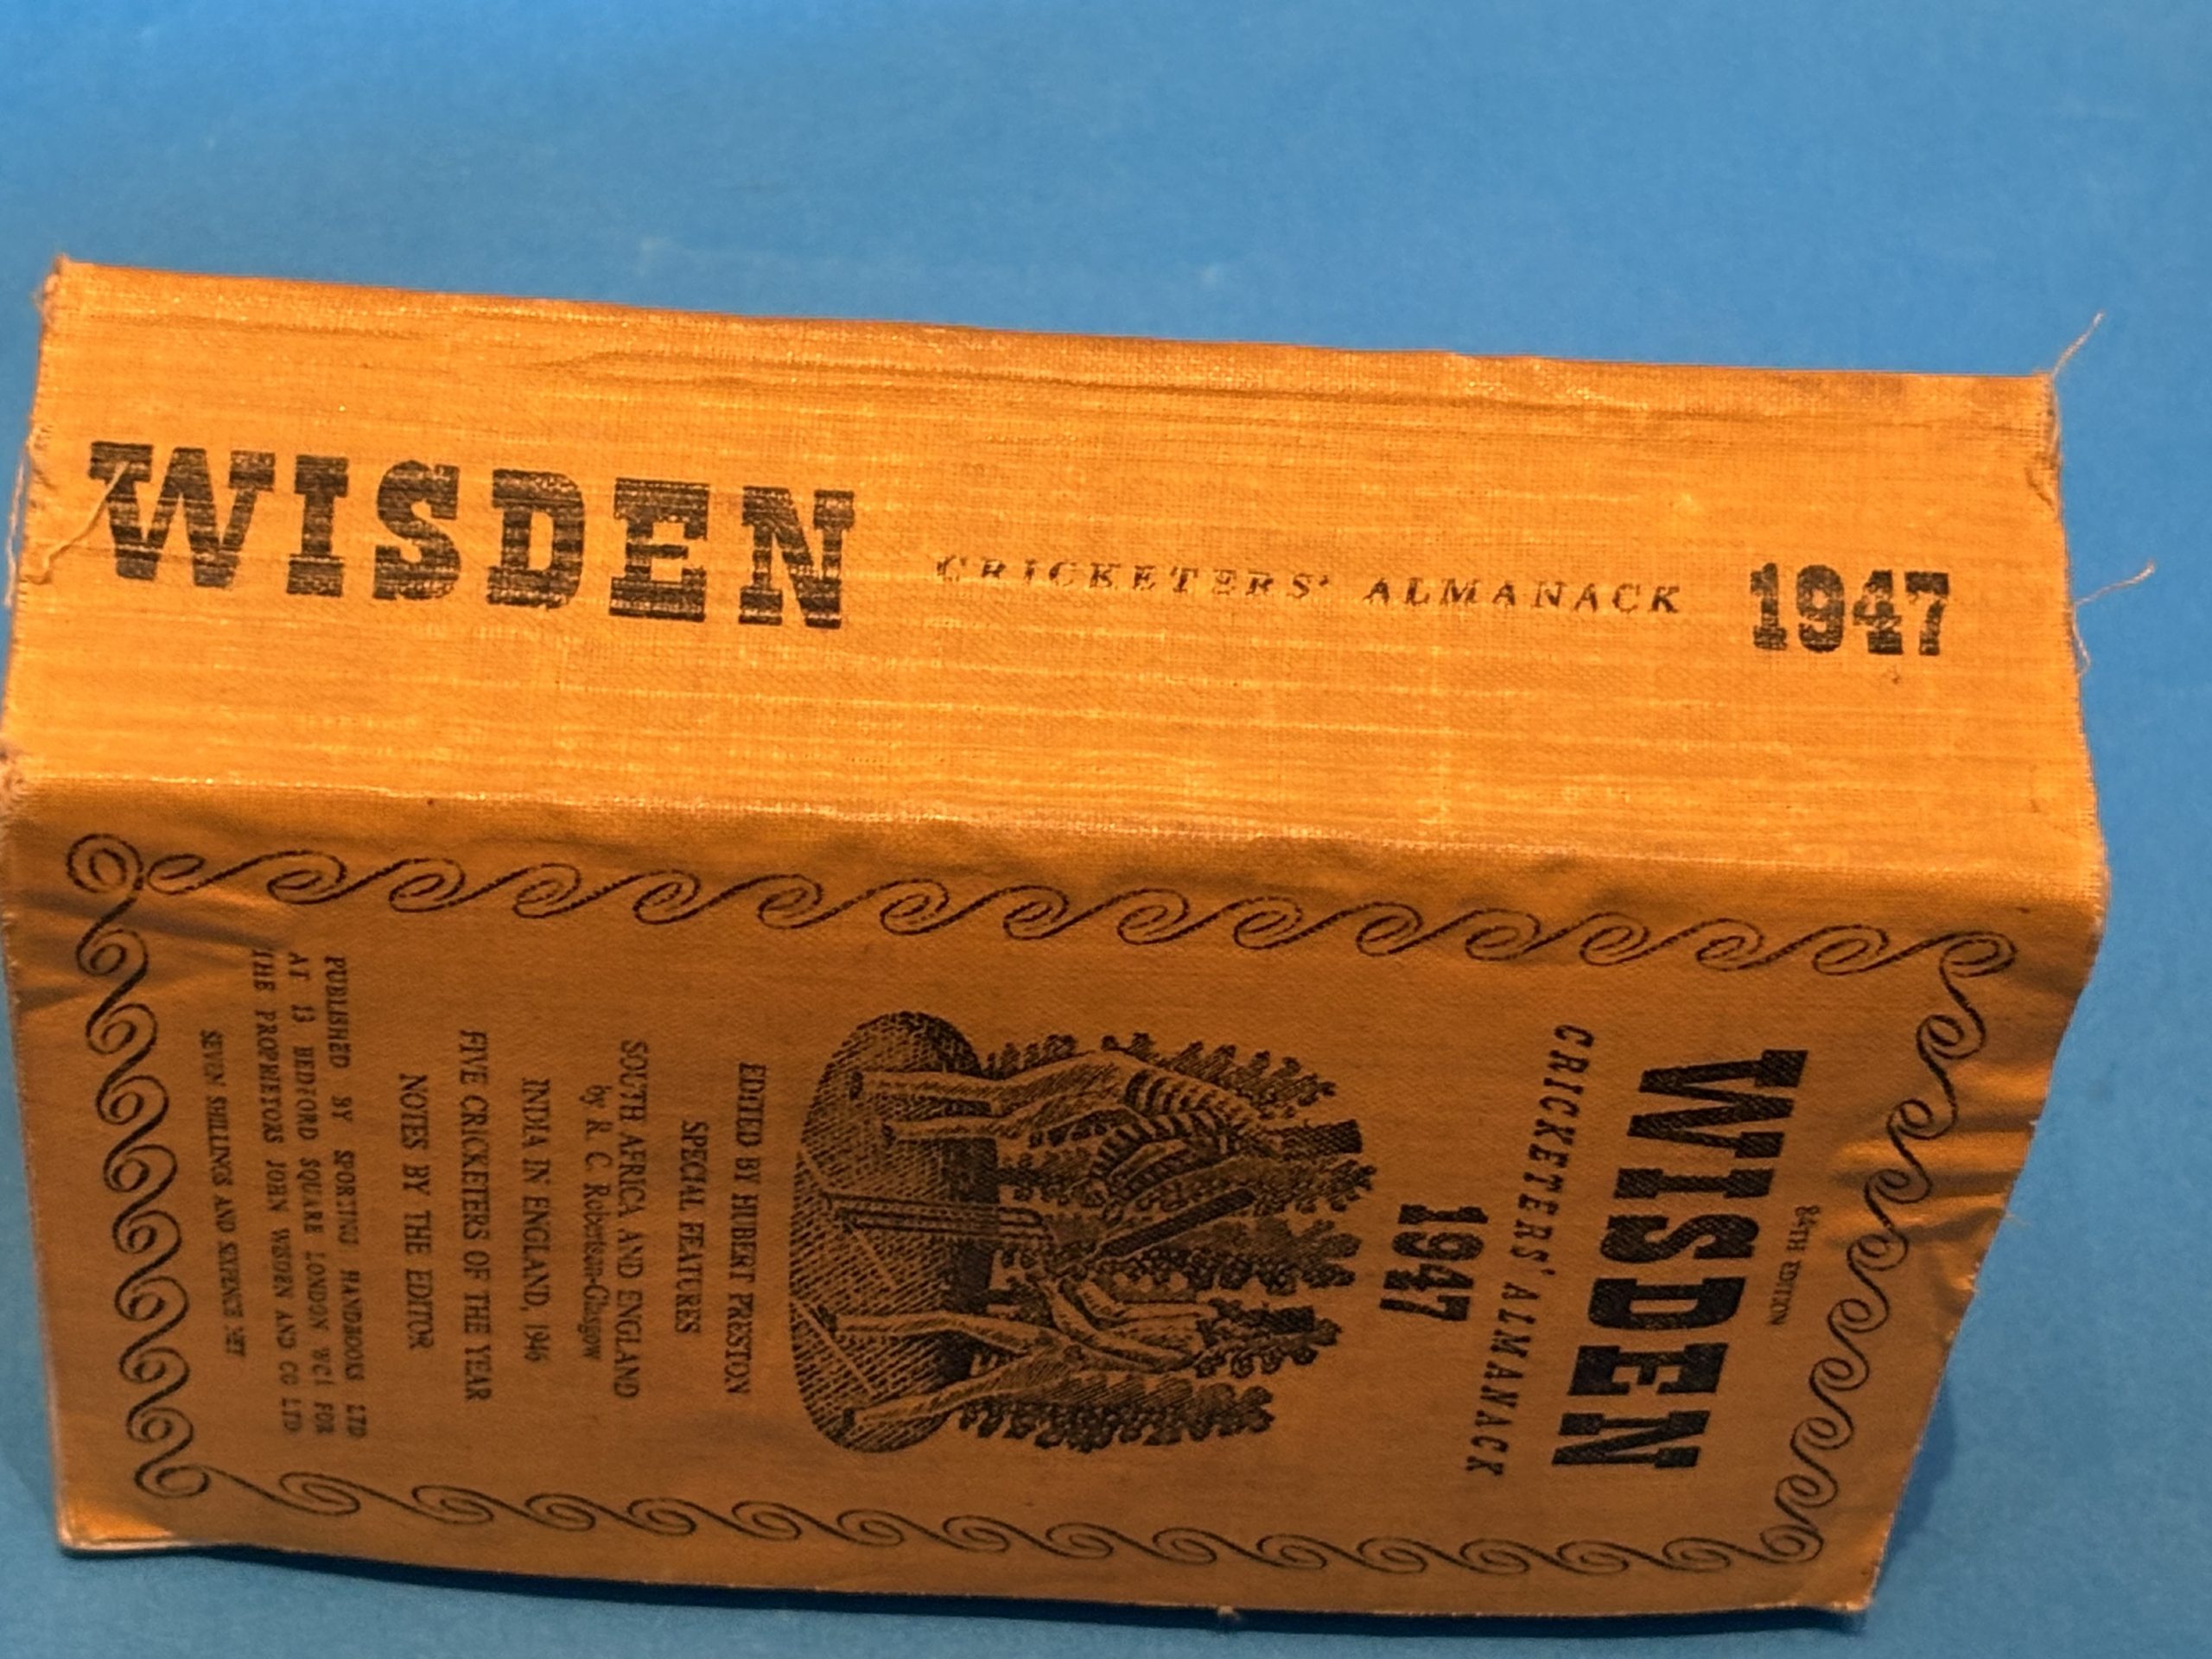 WISDEN CRICKETERS' ALMANACK 1947
84TH EDITION
WISDEN
CRICKETERS' ALMANACK
1947
EDITED BY HUBERT PRESTON
SPECIAL FEATURES
SOUTH AFRICA AND ENGLAND
by R. C. Robertson-Glasgow
INDIA IN ENGLAND, 1946
FIVE CRICKETERS OF THE YEAR
NOTES BY THE EDITOR
PUBLISHED BY SPORTING HANDBOOKS LTD
AT 13 BEDFORD SQUARE LONDON WC1 FOR
THE PROPRIETORS JOHN WISDEN AND CO LTD
SEVEN SHILLINGS AND SIXPENCE NET